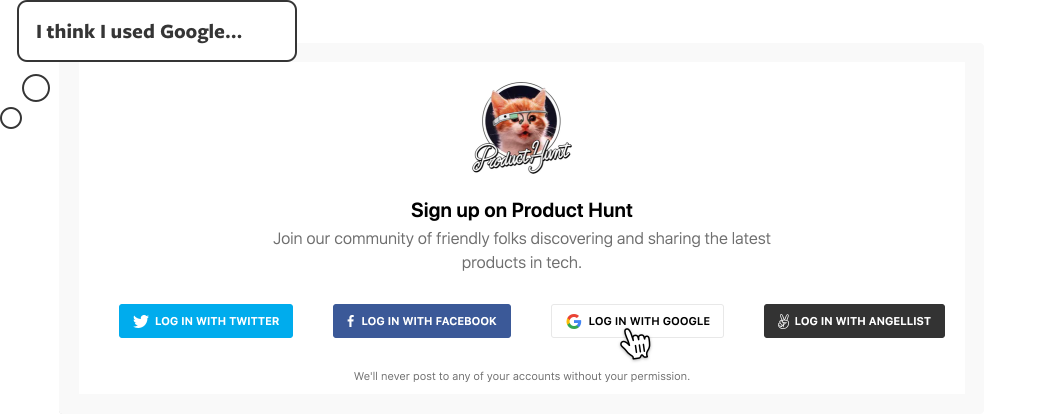 I think I used Google...
Product Hunt
Sign up on Product Hunt
Join our community of friendly folks discovering and sharing the latest
products in tech.
LOG IN WITH TWITTER
LOG IN WITH FACEBOOK
LOG IN WITH GOOGLE
LOG IN WITH ANGELLIST
We'll never post to any of your accounts without your permission.